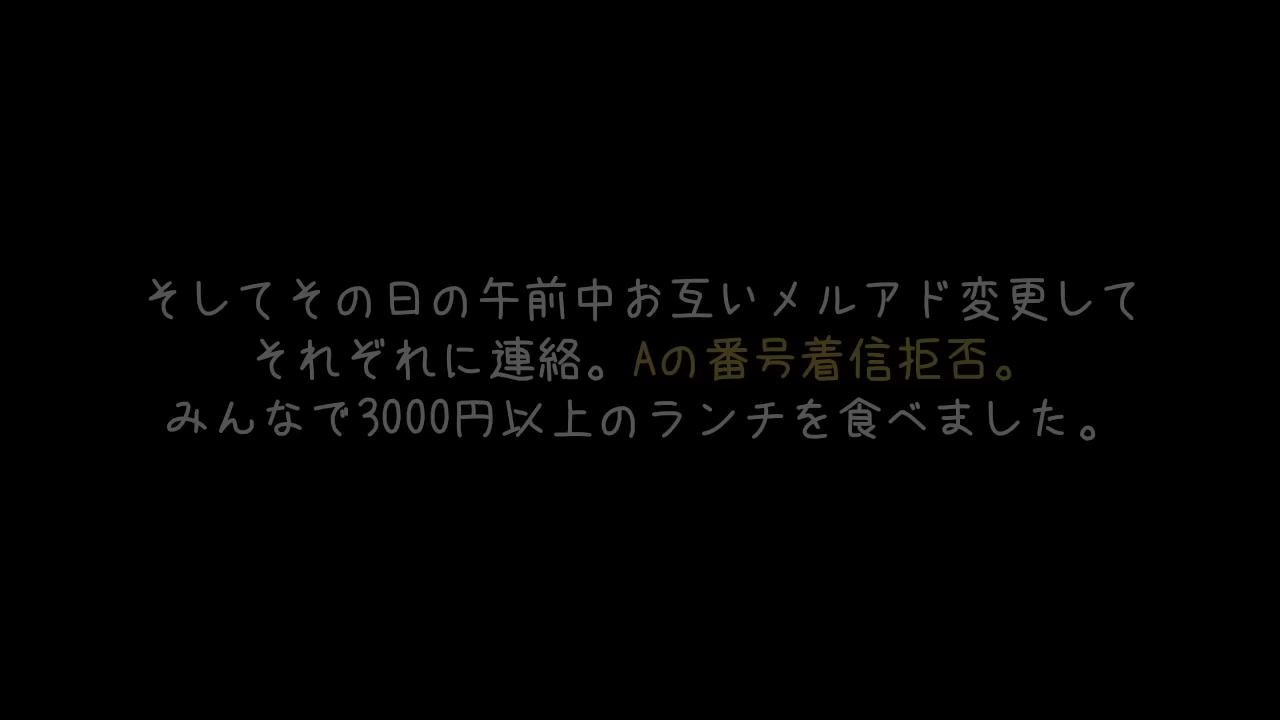 そしてその日の午前中お互いメルアド変更して
それぞれに連絡。Aの番号着信拒否。
みんなで3000円以上のランチを食べました。